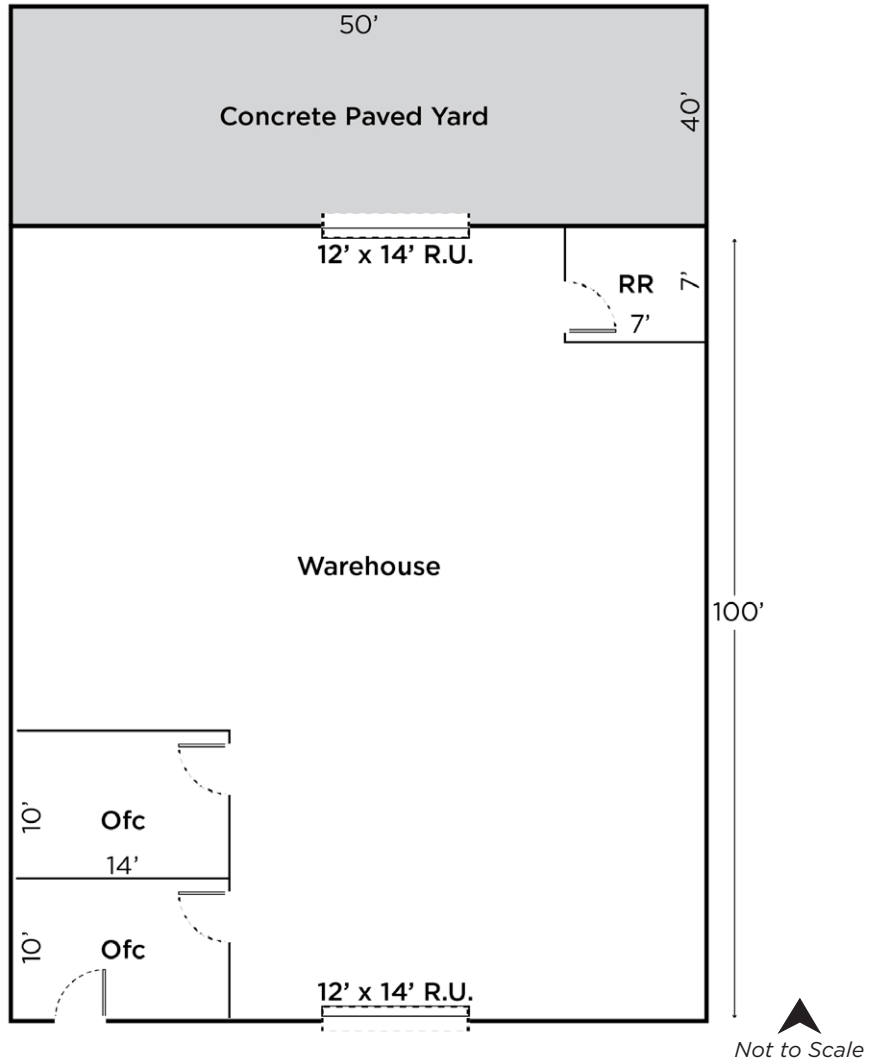 50’
Concrete Paved Yard
40’
12’ x 14’ R.U.
RR
7’
7’
Warehouse
100’
10’
Ofc
14’
10’
Ofc
12’ x 14’ R.U.
Not to Scale